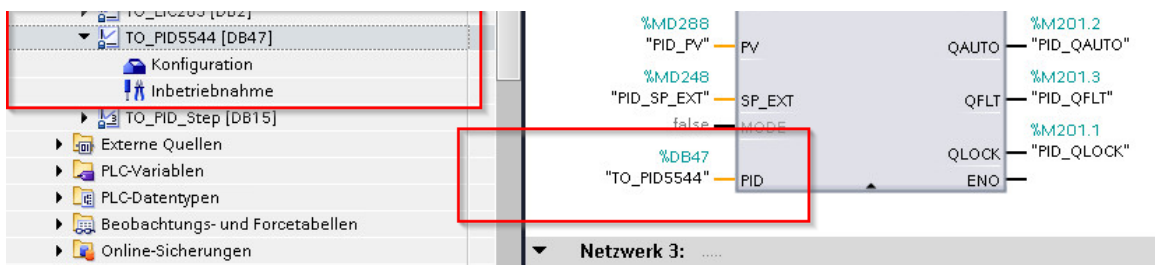 TO_LIC263 [DB2]
TO_PID5544 [DB47]
Konfiguration
Inbetriebnahme
TO_PID_Step [DB15]
Externe Quellen
PLC-Variablen
PLC-Datentypen
Beobachtungs- und Forcetabellen
Online-Sicherungen
%MD288
"PID_PV"
PV
%MD248
"PID_SP_EXT"
SP_EXT
false
MODE
%DB47
"TO_PID5544"
PID
QAUTO
%M201.2
"PID_QAUTO"
QFLT
%M201.3
"PID_QFLT"
QLOCK
%M201.1
"PID_QLOCK"
ENO
Netzwerk 3: .....